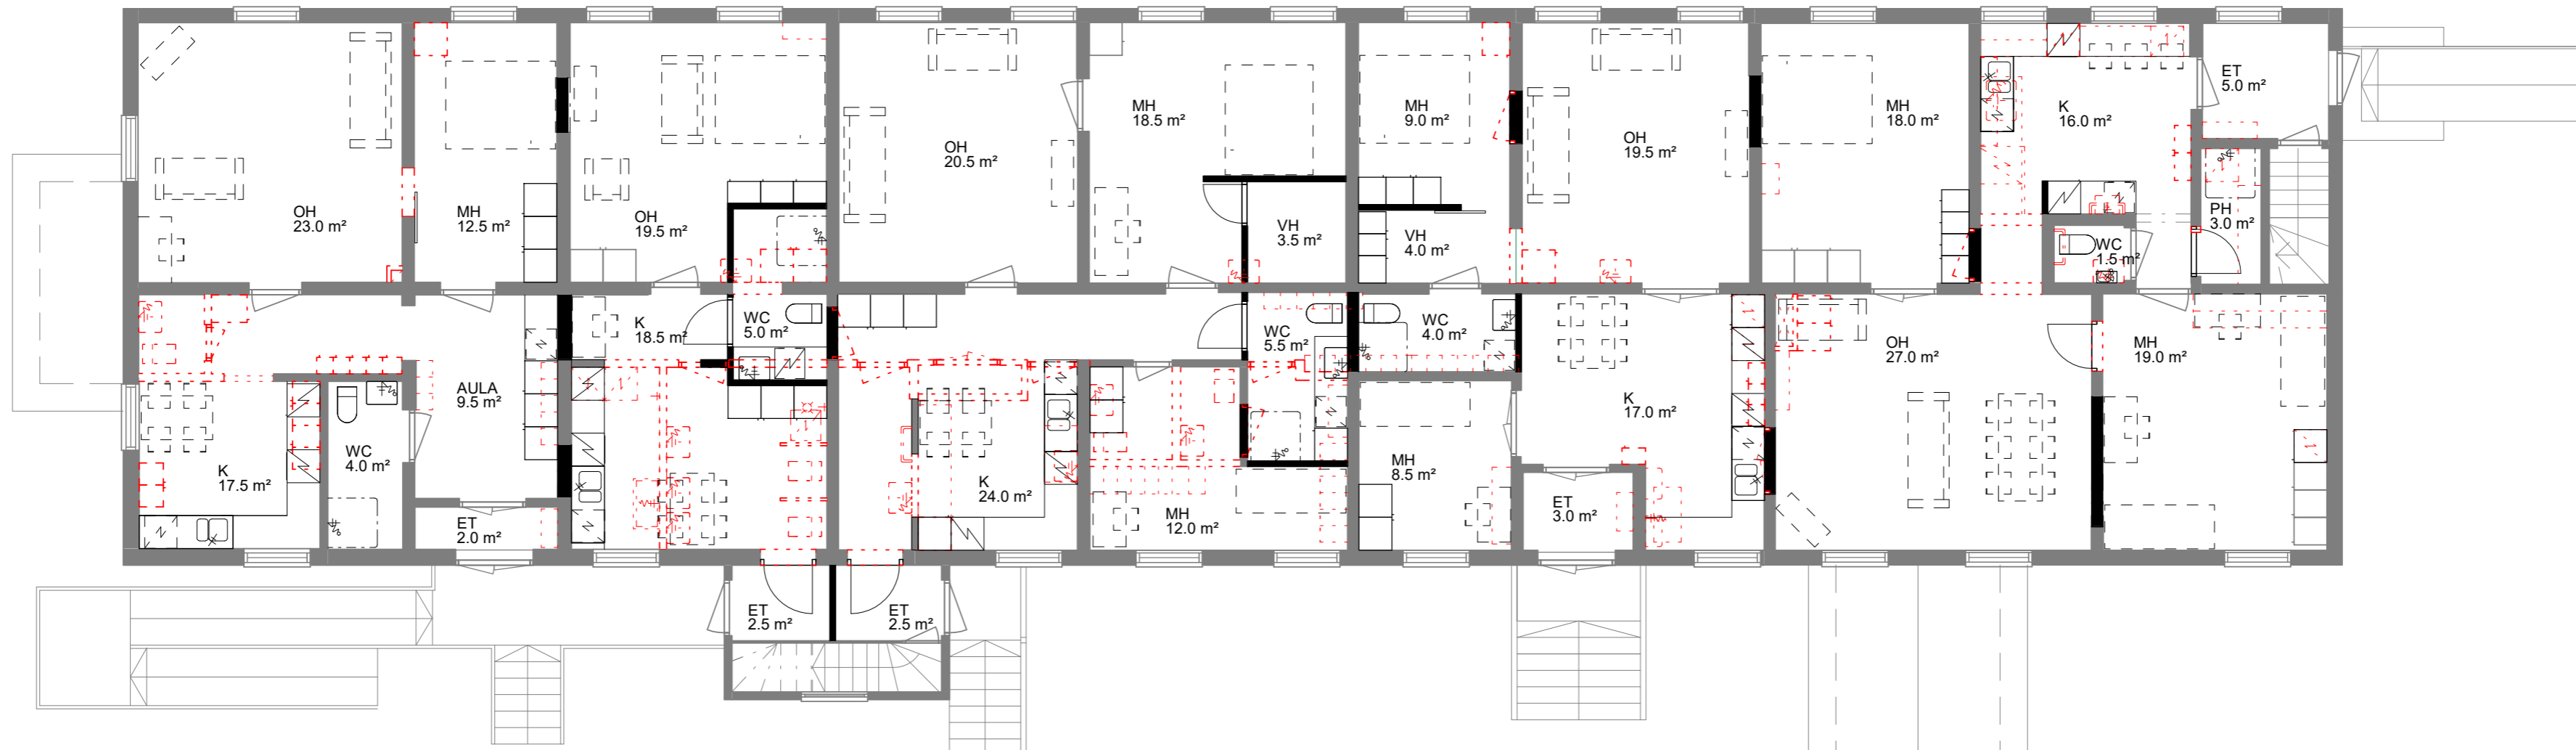 OH
23.0 m²
MH
12.5 m²
OH
19.5 m²
OH
20.5 m²
MH
18.5 m²
VH
3.5 m²
MH
9.0 m²
VH
4.0 m²
OH
19.5 m²
MH
18.0 m²
K
16.0 m²
ET
5.0 m²
PH
3.0 m²
WC
1.5 m²
K
17.5 m²
WC
4.0 m²
AULA
9.5 m²
ET
2.0 m²
K
18.5 m²
WC
5.0 m²
ET
2.5 m²
ET
2.5 m²
K
24.0 m²
MH
12.0 m²
WC
5.5 m²
WC
4.0 m²
MH
8.5 m²
K
17.0 m²
ET
3.0 m²
OH
27.0 m²
MH
19.0 m²